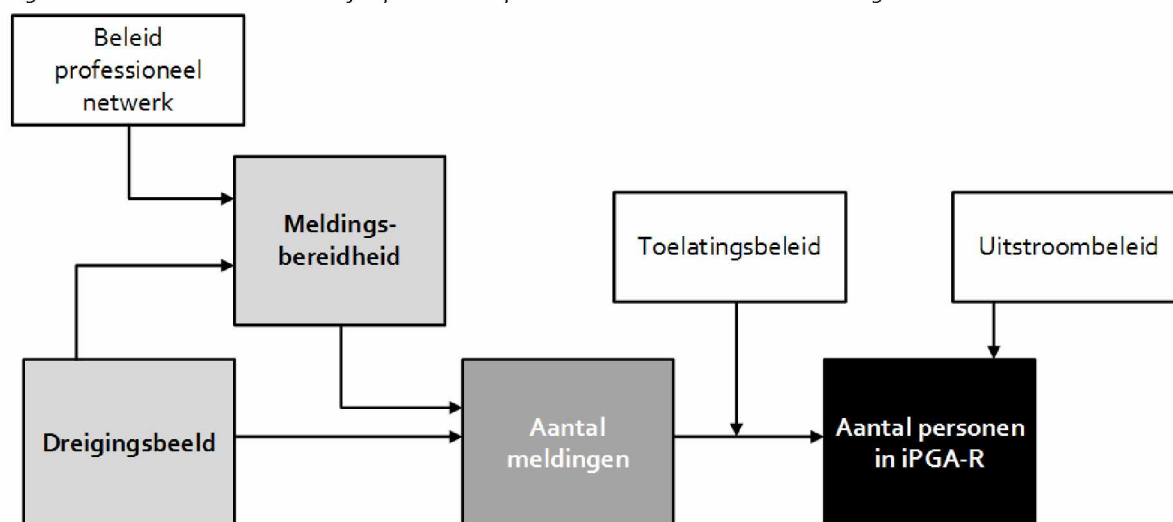 Beleid
professioneel
netwerk
Meldings-
bereidheid
Toelatingsbeleid
Uitstroombeleid
Dreigingsbeeld
Aantal
meldingen
Aantal personen
in iPGA-R